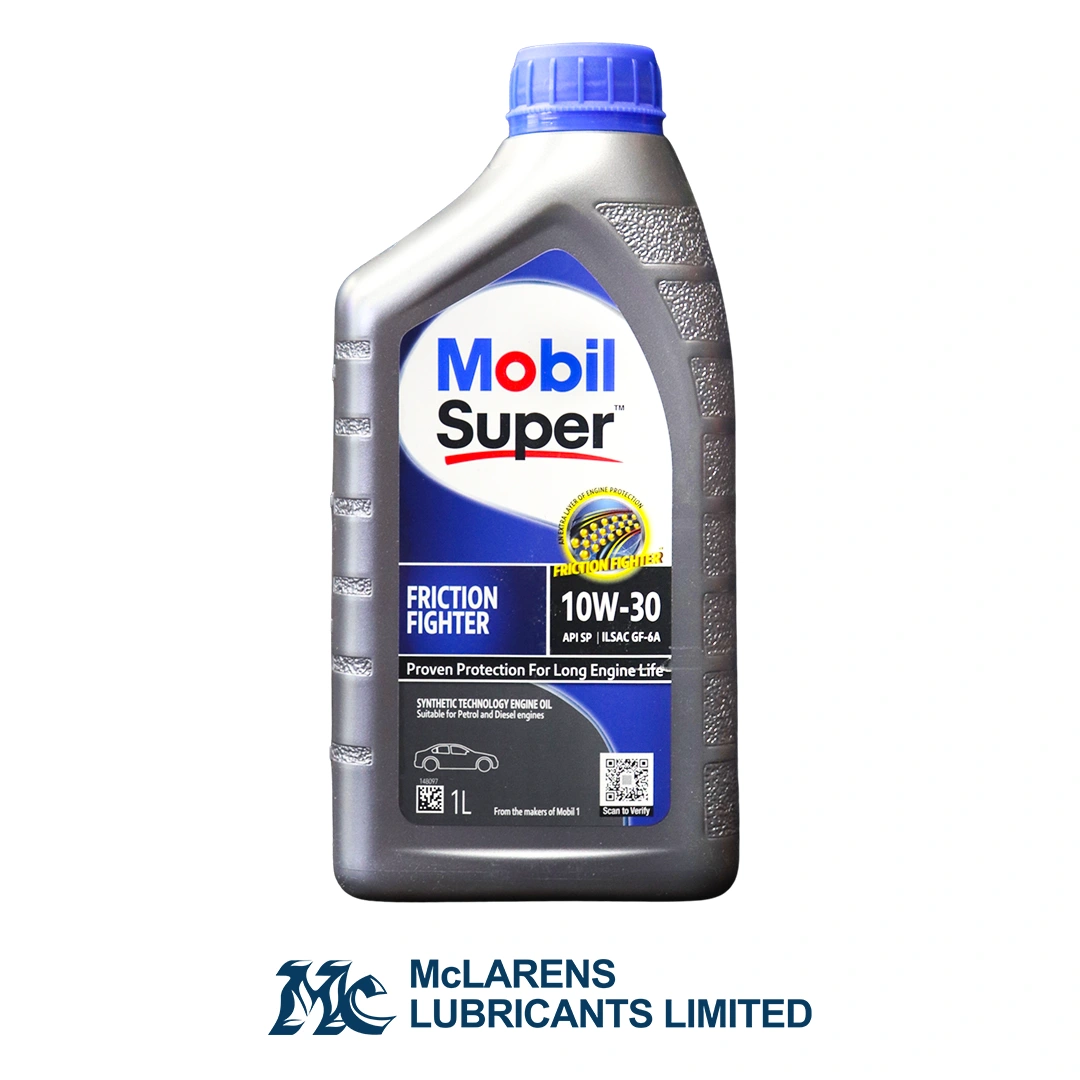 Mobil
Super™
AN EXTRA LAYER OF ENGINE PROTECTION
FRICTION FIGHTER™
FRICTION
FIGHTER
10W-30
API SP | ILSAC GF-6A
Proven Protection For Long Engine Life
SYNTHETIC TECHNOLOGY ENGINE OIL
Suitable for Petrol and Diesel engines
148097
1L
From the makers of Mobil 1
Scan to Verify
Mc
McLARENS
LUBRICANTS LIMITED